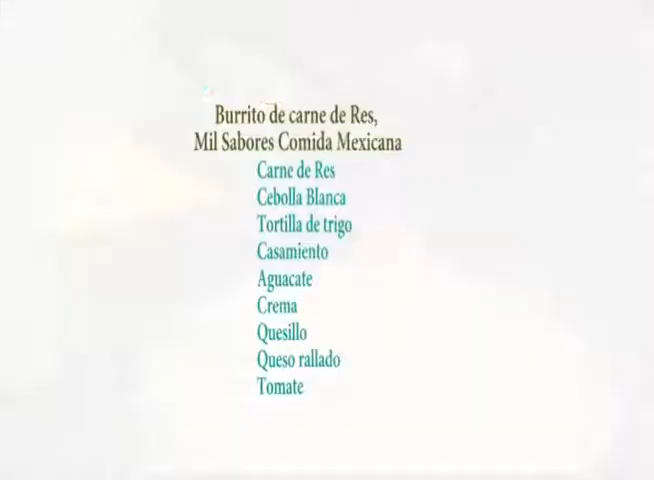 Burrito de carne de Res,
Mil Sabores Comida Mexicana
Carne de Res
Cebolla Blanca
Tortilla de trigo
Casamiento
Aguacate
Crema
Quesillo
Queso rallado
Tomate